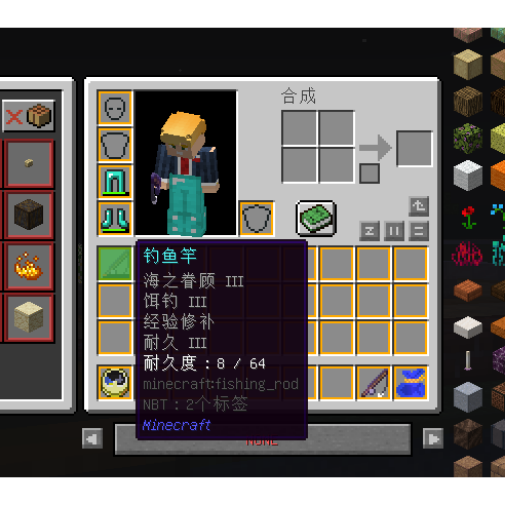 合成
钓鱼竿
海之眷顾 III
饵钓 III
经验修补
耐久 III
耐久度：8 / 64
minecraft:fishing_rod
NBT：2个标签
Minecraft